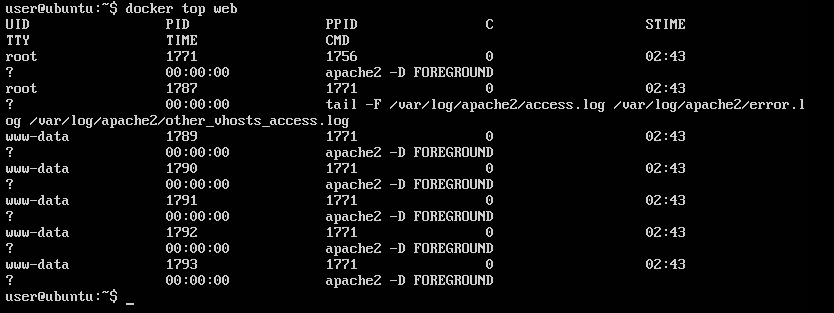 user@ubuntu:~$ docker top web
UID PID PPID C STIME
TTY TIME CMD
root 1771 1756 0 02:43
? 00:00:00 apache2 -D FOREGROUND
root 1787 1771 0 02:43
? 00:00:00 tail -F /var/log/apache2/access.log /var/log/apache2/error.l
og /var/log/apache2/other_vhosts_access.log
www-data 1789 1771 0 02:43
? 00:00:00 apache2 -D FOREGROUND
www-data 1790 1771 0 02:43
? 00:00:00 apache2 -D FOREGROUND
www-data 1791 1771 0 02:43
? 00:00:00 apache2 -D FOREGROUND
www-data 1792 1771 0 02:43
? 00:00:00 apache2 -D FOREGROUND
www-data 1793 1771 0 02:43
? 00:00:00 apache2 -D FOREGROUND
user@ubuntu:~$ _